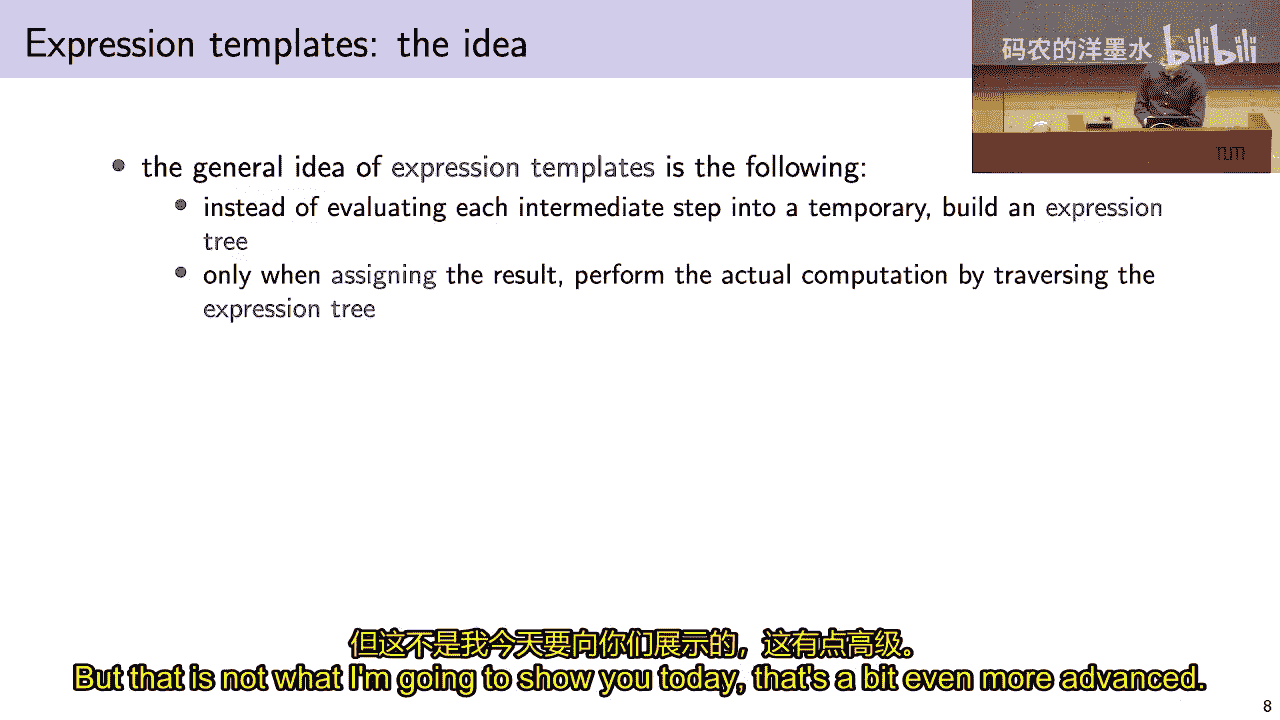 Expression templates: the idea
码农的洋墨水 bilibili
TUM
• the general idea of expression templates is the following:
• instead of evaluating each intermediate step into a temporary, build an expression
tree
• only when assigning the result, perform the actual computation by traversing the
expression tree
但这不是我今天要向你们展示的，这有点高级。
But that is not what I'm going to show you today, that's a bit even more advanced.
8